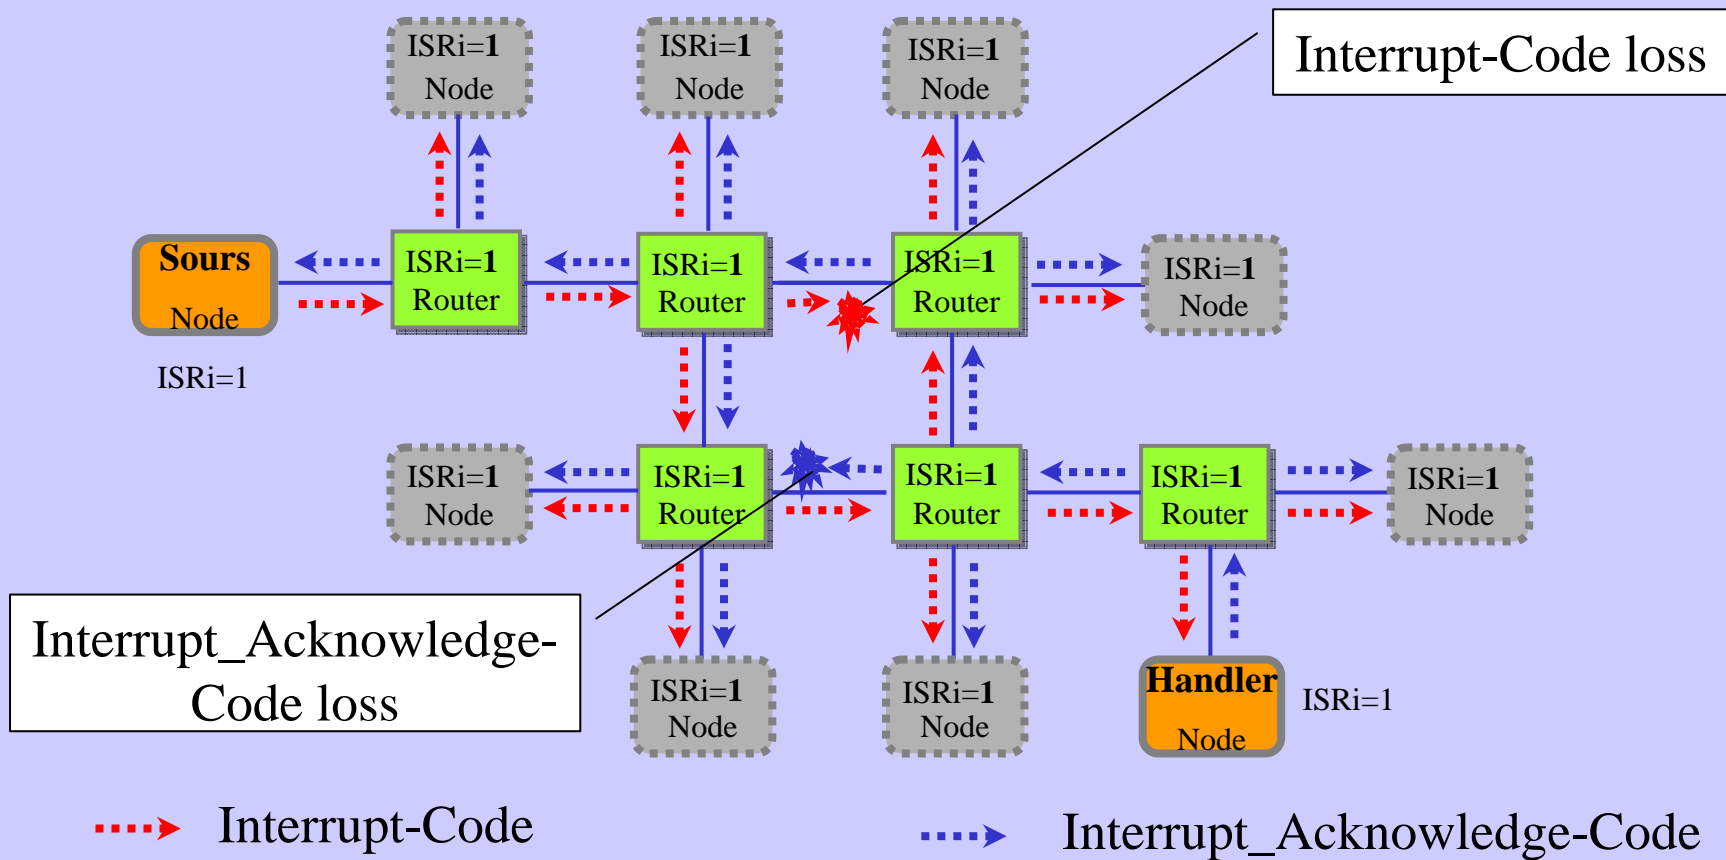 ISRi=1
Node
ISRi=1
Node
ISRi=1
Node
Interrupt-Code loss
Sours
Node
ISRi=1
ISRi=1
Router
ISRi=1
Router
ISRi=1
Router
ISRi=1
Node
ISRi=1
Node
ISRi=1
Router
ISRi=1
Router
ISRi=1
Router
ISRi=1
Node
Interrupt_Acknowledge-
Code loss
ISRi=1
Node
ISRi=1
Node
Handler
Node
ISRi=1
Interrupt-Code
Interrupt_Acknowledge-Code